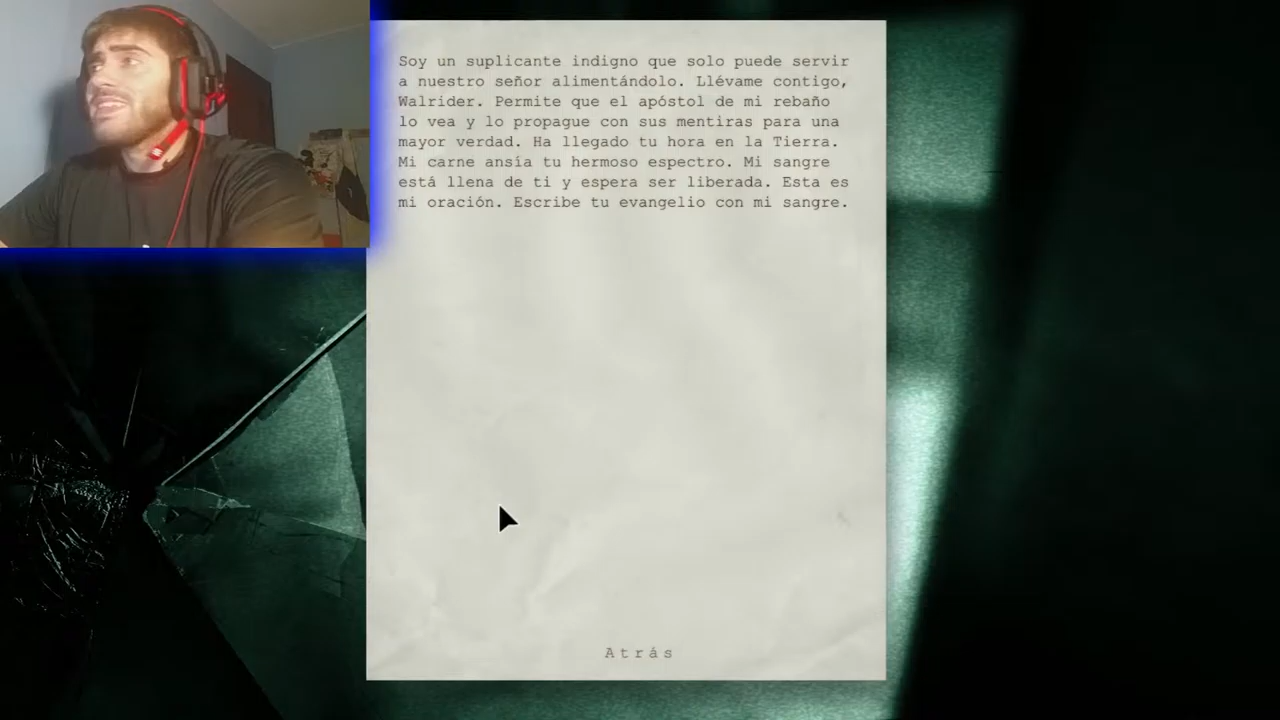 Soy un suplicante indigno que solo puede servir
a nuestro señor alimentándolo. Llévame contigo,
Walrider. Permite que el apóstol de mi rebaño
lo vea y lo propague con sus mentiras para una
mayor verdad. Ha llegado tu hora en la Tierra.
Mi carne ansía tu hermoso espectro. Mi sangre
está llena de ti y espera ser liberada. Esta es
mi oración. Escribe tu evangelio con mi sangre.
Atrás